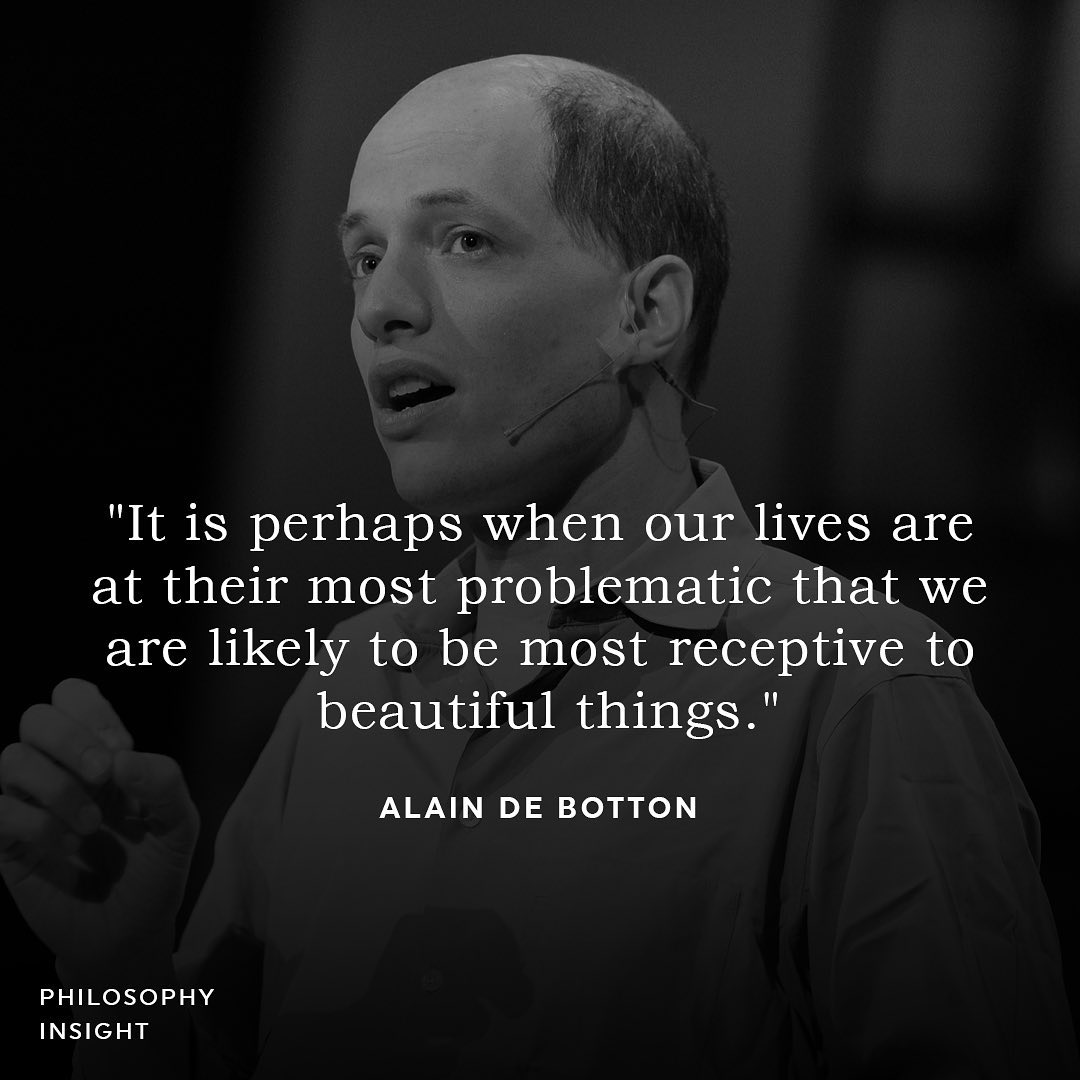 "It is perhaps when our lives are
at their most problematic that we
are likely to be most receptive to
beautiful things."
ALAIN DE BOTTON
PHILOSOPHY
INSIGHT